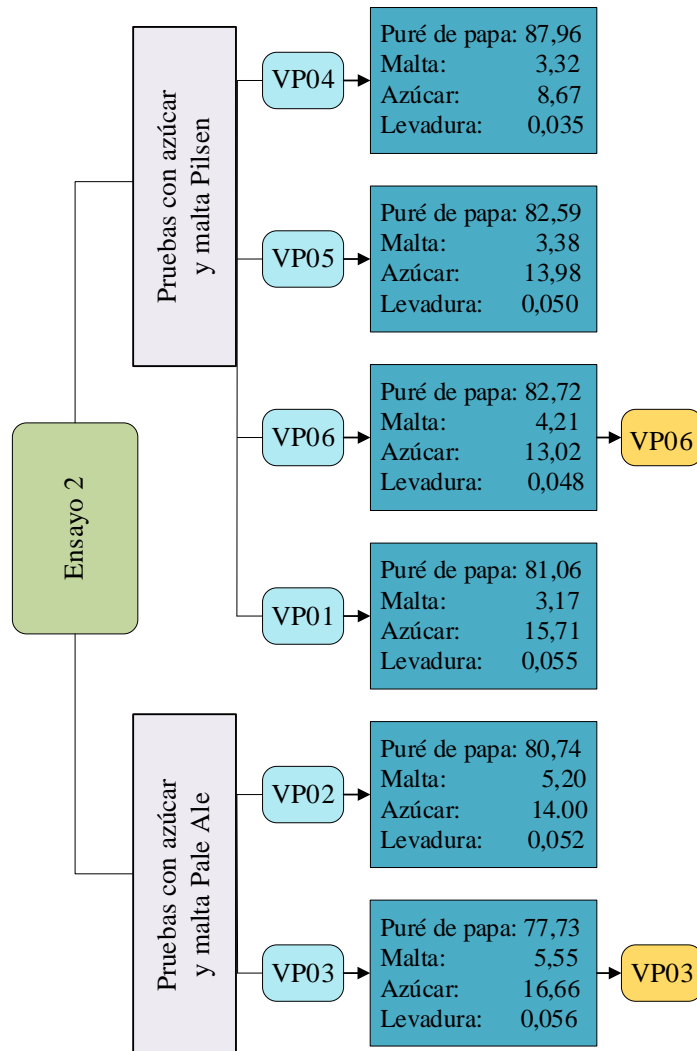 Ensayo 2
Pruebas con azúcar
y malta Pilsen
VP04
Puré de papa: 87,96
Malta: 3,32
Azúcar: 8,67
Levadura: 0,035
VP05
Puré de papa: 82,59
Malta: 3,38
Azúcar: 13,98
Levadura: 0,050
VP06
Puré de papa: 82,72
Malta: 4,21
Azúcar: 13,02
Levadura: 0,048
VP06
VP01
Puré de papa: 81,06
Malta: 3,17
Azúcar: 15,71
Levadura: 0,055
Pruebas con azúcar
y malta Pale Ale
VP02
Puré de papa: 80,74
Malta: 5,20
Azúcar: 14.00
Levadura: 0,052
VP03
Puré de papa: 77,73
Malta: 5,55
Azúcar: 16,66
Levadura: 0,056
VP03